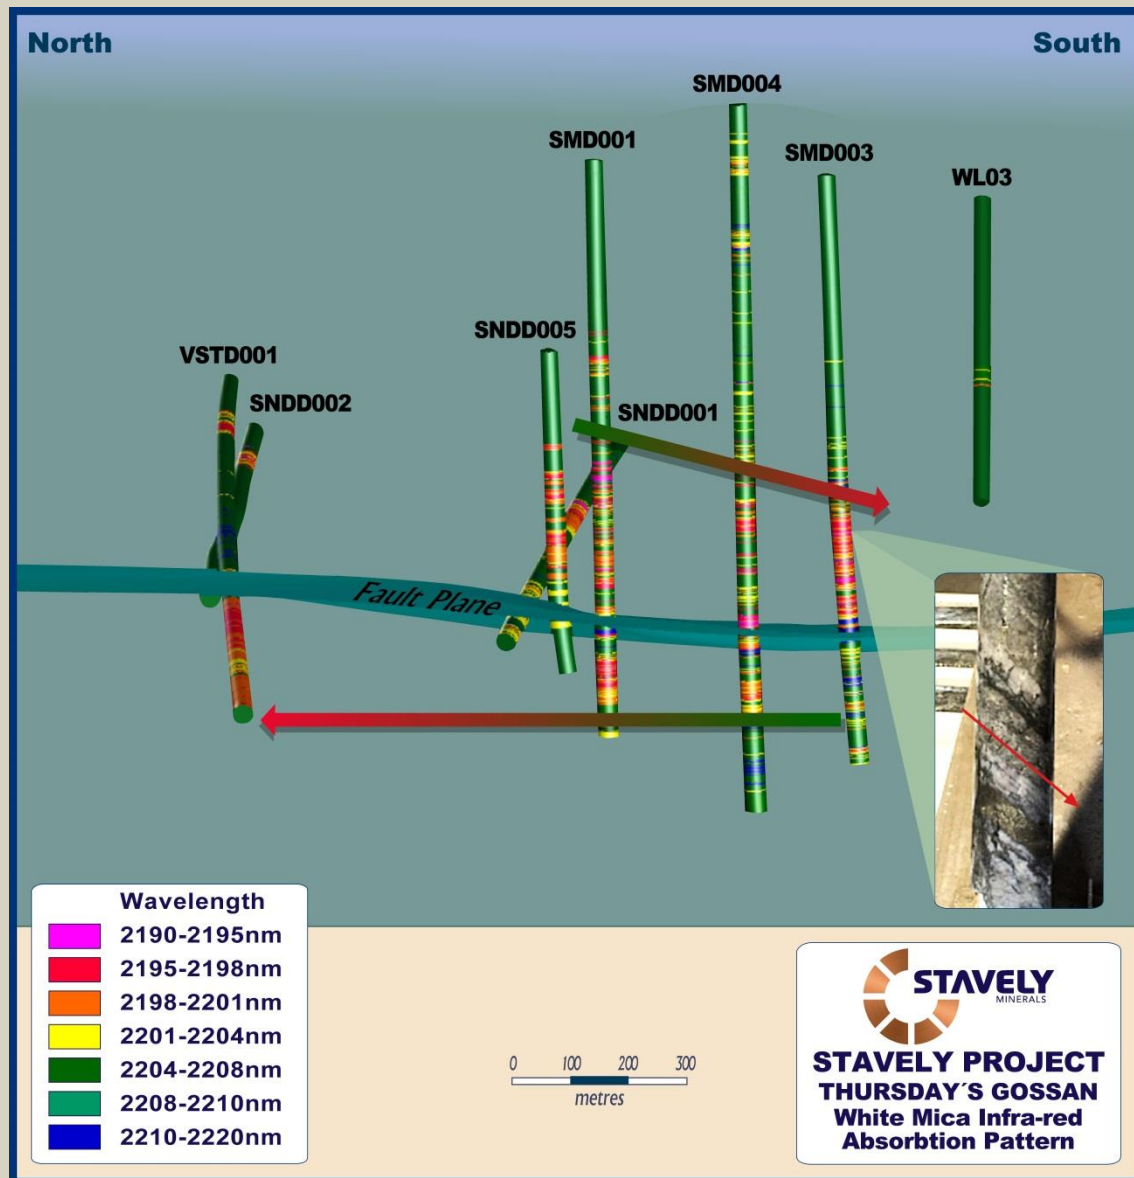 North
South
SMD004
SMD001
SMD003
WL03
SNDD005
VSTD001
SNDD002
SNDD001
Fault Plane
Wavelength
2190-2195nm
2195-2198nm
2198-2201nm
2201-2204nm
2204-2208nm
2208-2210nm
2210-2220nm
0 100 200 300
metres
STAVELY
MINERALS
STAVELY PROJECT
THURSDAY´S GOSSAN
White Mica Infra-red
Absorbtion Pattern